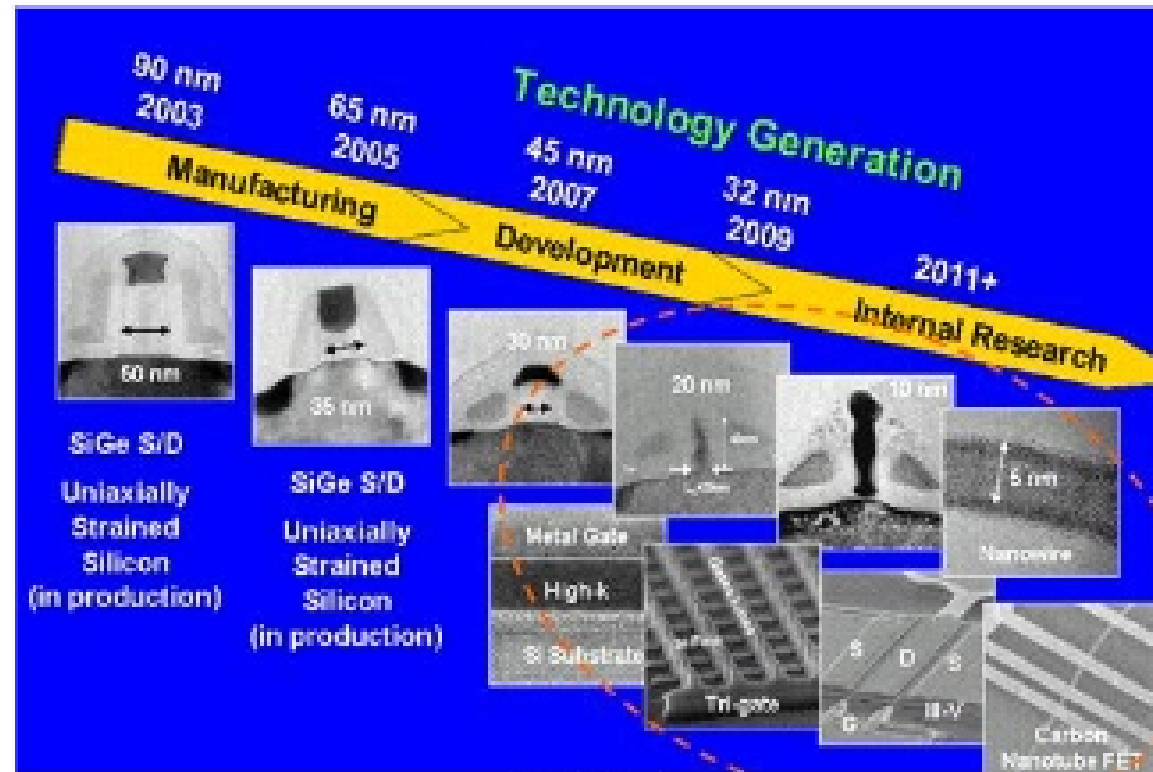 Technology Generation
90 nm
2003
65 nm
2005
45 nm
2007
32 nm
2009
2011+
Manufacturing
Development
Internal Research
50 nm
35 nm
30 nm
20 nm
10 nm
5 nm
Nanowire
SiGe S/D
Uniaxially
Strained
Silicon
(in production)
SiGe S/D
Uniaxially
Strained
Silicon
(in production)
Metal Gate
High-k
Si Substrate
Tri-gate
S
D
S
G
III-V
Carbon
Nanotube FET